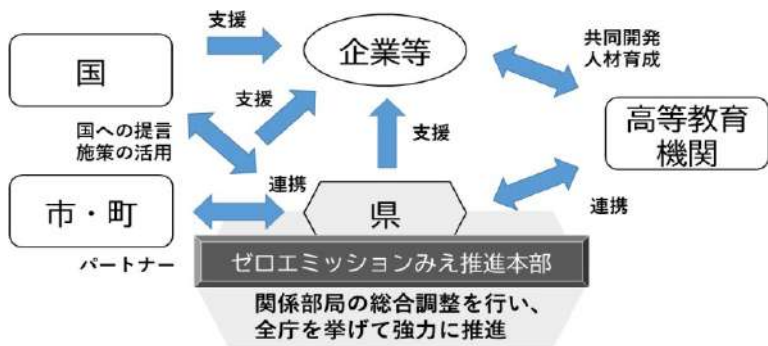 支援
国
企業等
共同開発
人材育成
支援
国への提言
施策の活用
支援
高等教育
機関
市・町
連携
県
連携
パートナー
ゼロエミッションみえ推進本部
関係部局の総合調整を行い、
全庁を挙げて強力に推進